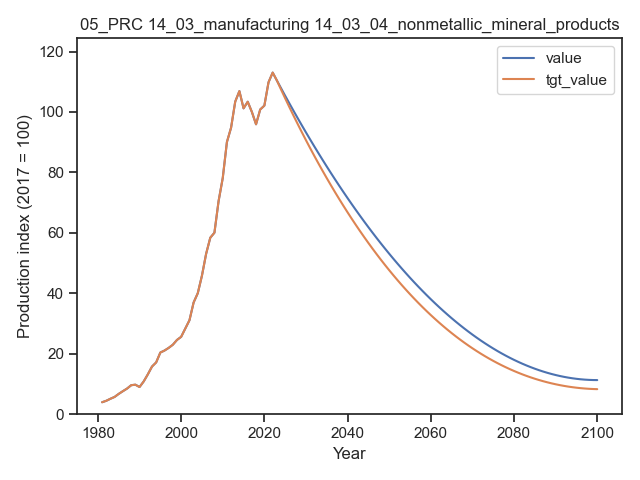 05_PRC 14_03_manufacturing 14_03_04_nonmetallic_mineral_products
value
tgt_value
Production index (2017 = 100)
120
100
80
60
40
20
0
1980 2000 2020 2040 2060 2080 2100
Year